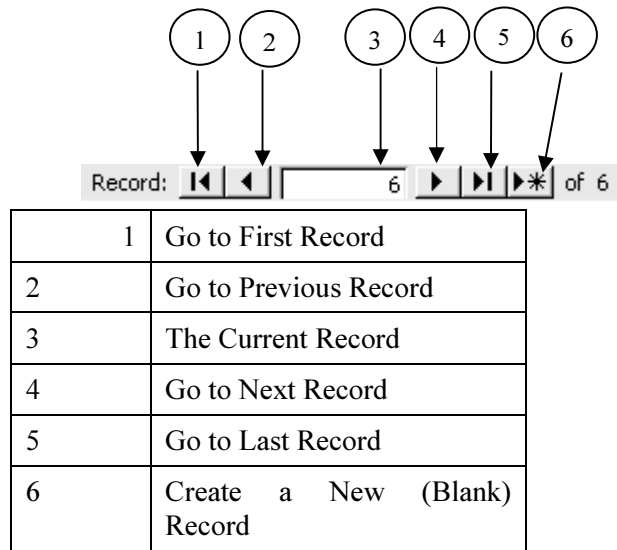 1 2 3 4 5 6
Record: 6 of 6
1 Go to First Record
2 Go to Previous Record
3 The Current Record
4 Go to Next Record
5 Go to Last Record
6 Create a New (Blank)
Record